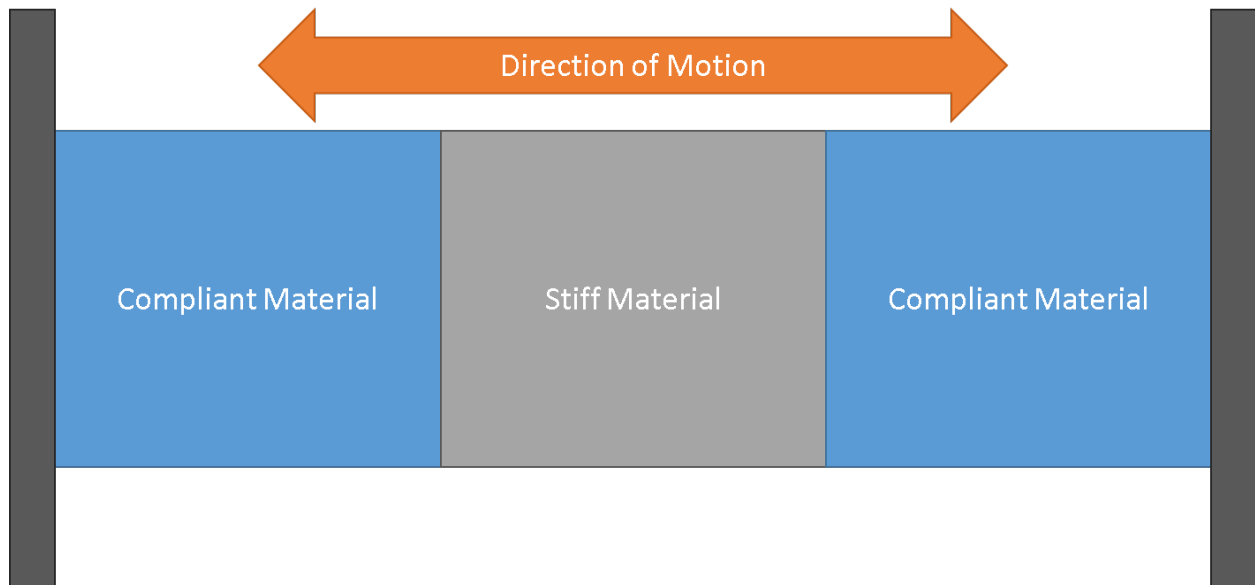 Direction of Motion
Compliant Material
Stiff Material
Compliant Material